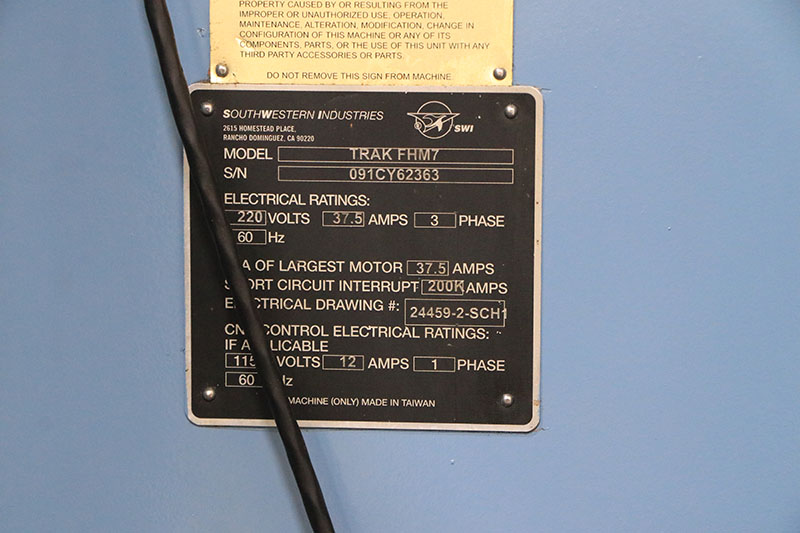 PROPERTY CAUSED BY OR RESULTING FROM THE
IMPROPER OR UNAUTHORIZED USE, OPERATION,
MAINTENANCE, ALTERATION, MODIFICATION, CHANGE IN
CONFIGURATION OF THIS MACHINE OR ANY OF ITS
COMPONENTS, PARTS, OR THE USE OF THIS UNIT WITH ANY
THIRD PARTY ACCESSORIES OR PARTS.
DO NOT REMOVE THIS SIGN FROM MACHINE
SOUTHWESTERN INDUSTRIES
2615 HOMESTEAD PLACE,
RANCHO DOMINGUEZ, CA 90220
SWI
MODEL TRAK FHM7
S/N 091CY62363
ELECTRICAL RATINGS:
220 VOLTS 37.5 AMPS 3 PHASE
60 Hz
A OF LARGEST MOTOR 37.5 AMPS
SHORT CIRCUIT INTERRUPT 200K AMPS
ELECTRICAL DRAWING #: 24459-2-SCH1
CNC CONTROL ELECTRICAL RATINGS:
IF APPLICABLE
115 VOLTS 12 AMPS 1 PHASE
60 Hz
MACHINE (ONLY) MADE IN TAIWAN